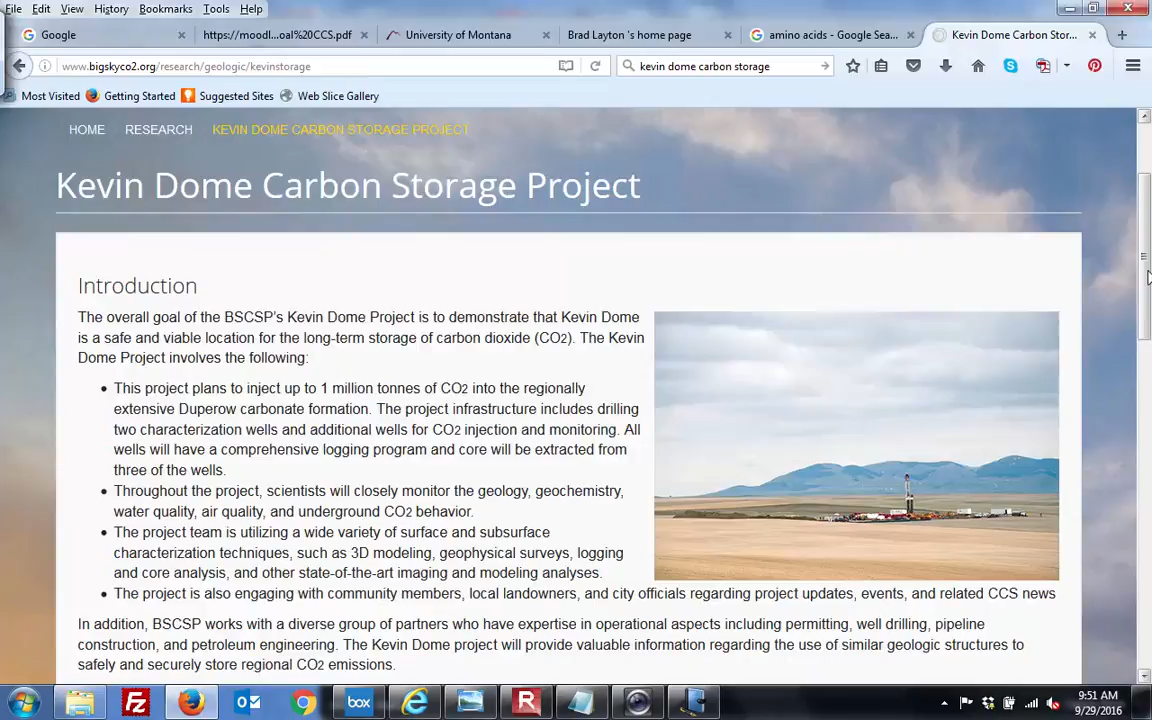 File Edit View History Bookmarks Tools Help
Google https://moodl...oal%20CCS.pdf University of Montana Brad Layton 's home page amino acids - Google Sea... Kevin Dome Carbon Stor...
www.bigskyco2.org/research/geologic/kevinstorage kevin dome carbon storage
Most Visited Getting Started Suggested Sites Web Slice Gallery
HOME RESEARCH KEVIN DOME CARBON STORAGE PROJECT
Kevin Dome Carbon Storage Project
Introduction
The overall goal of the BSCSP's Kevin Dome Project is to demonstrate that Kevin Dome
is a safe and viable location for the long-term storage of carbon dioxide (CO2). The Kevin
Dome Project involves the following:
• This project plans to inject up to 1 million tonnes of CO2 into the regionally
extensive Duperow carbonate formation. The project infrastructure includes drilling
two characterization wells and additional wells for CO2 injection and monitoring. All
wells will have a comprehensive logging program and core will be extracted from
three of the wells.
• Throughout the project, scientists will closely monitor the geology, geochemistry,
water quality, air quality, and underground CO2 behavior.
• The project team is utilizing a wide variety of surface and subsurface
characterization techniques, such as 3D modeling, geophysical surveys, logging
and core analysis, and other state-of-the-art imaging and modeling analyses.
• The project is also engaging with community members, local landowners, and city officials regarding project updates, events, and related CCS news
In addition, BSCSP works with a diverse group of partners who have expertise in operational aspects including permitting, well drilling, pipeline
construction, and petroleum engineering. The Kevin Dome project will provide valuable information regarding the use of similar geologic structures to
safely and securely store regional CO2 emissions.
box
9:51 AM
9/29/2016